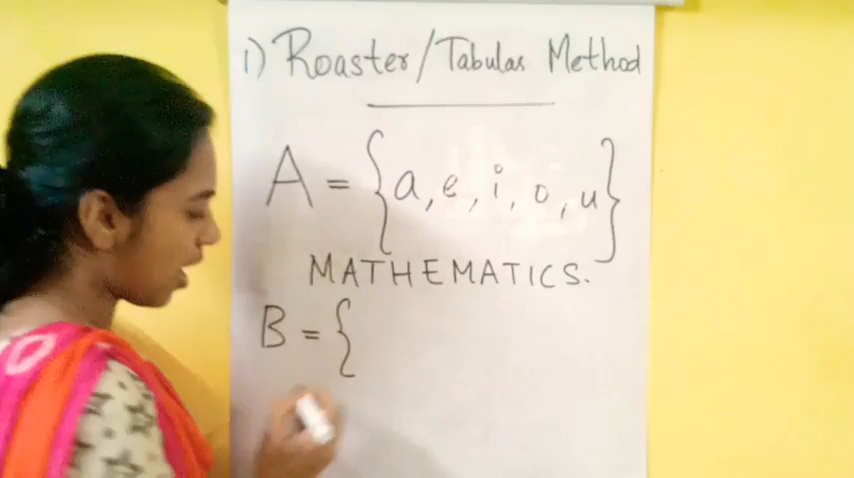 1) Roaster/Tabular Method
A = {a, e, i, o, u}
MATHEMATICS.
B = {